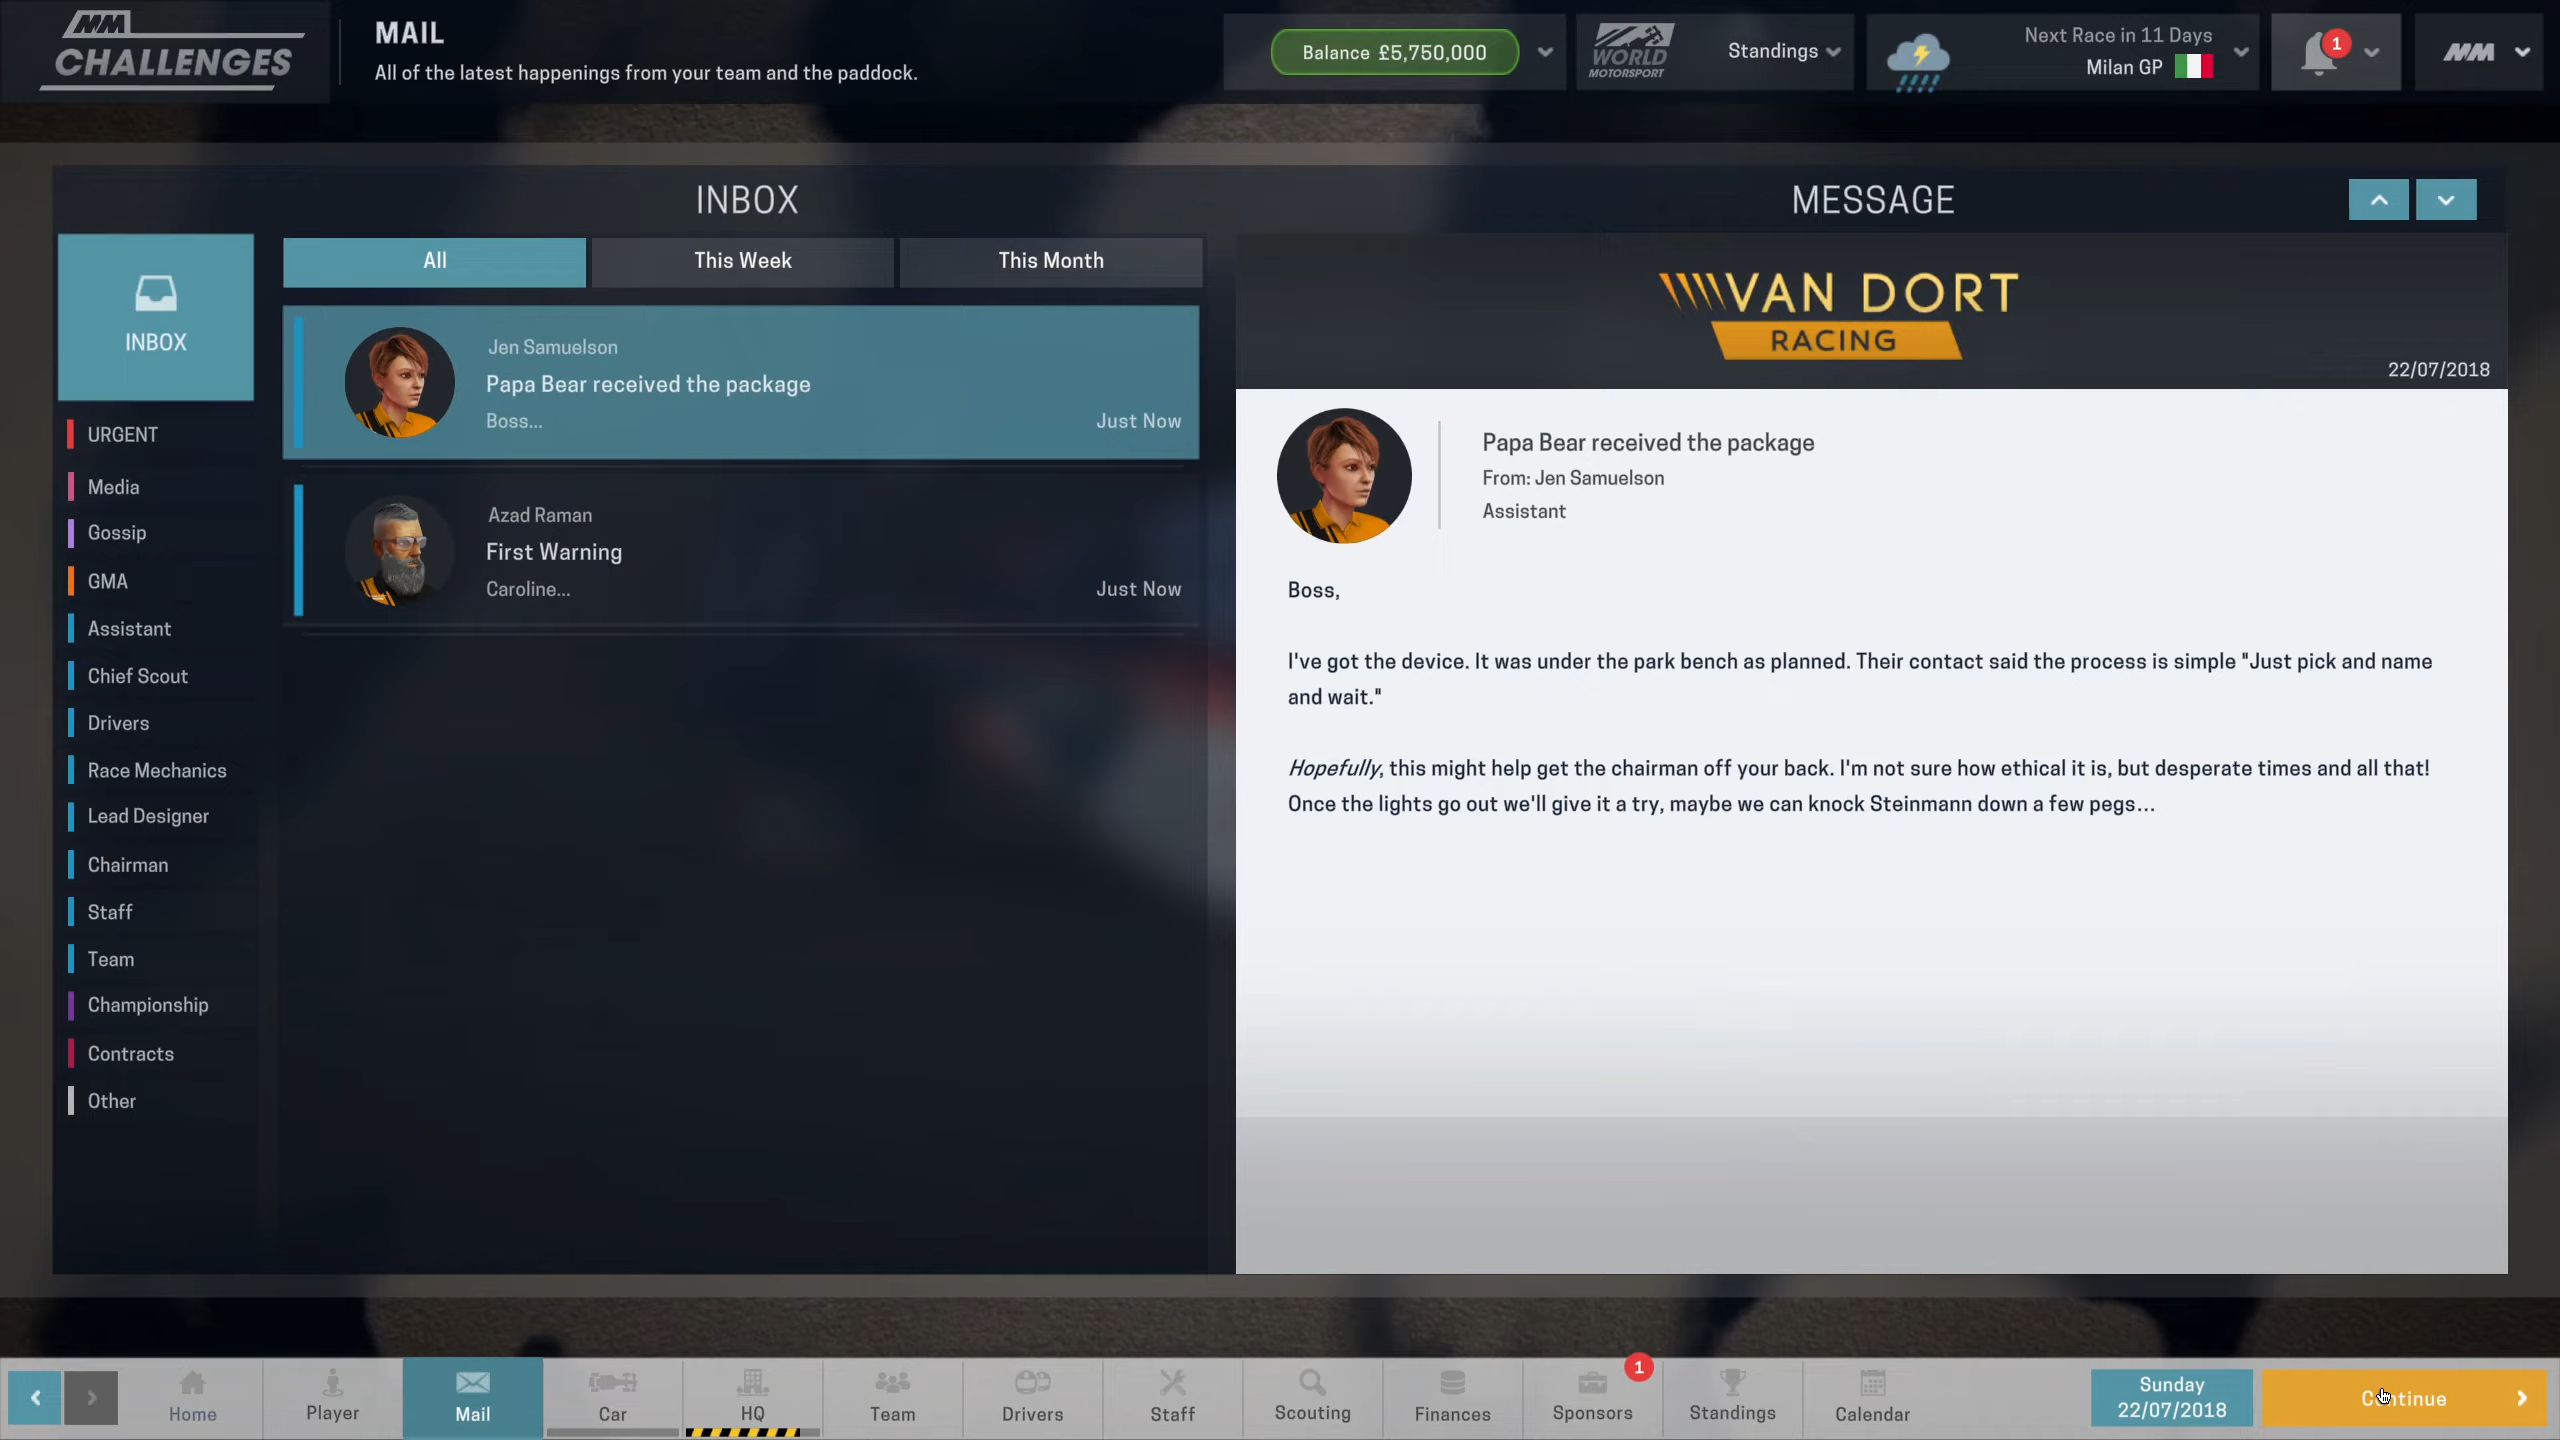 MM
CHALLENGES
MAIL
All of the latest happenings from your team and the paddock.
Balance £5,750,000
WORLD
MOTORSPORT
Standings
Next Race in 11 Days
Milan GP
1
MM
INBOX
MESSAGE
INBOX
All
This Week
This Month
Jen Samuelson
Papa Bear received the package
Boss...
Just Now
Azad Raman
First Warning
Caroline...
Just Now
URGENT
Media
Gossip
GMA
Assistant
Chief Scout
Drivers
Race Mechanics
Lead Designer
Chairman
Staff
Team
Championship
Contracts
Other
VAN DORT
RACING
22/07/2018
Papa Bear received the package
From: Jen Samuelson
Assistant
Boss,
I've got the device. It was under the park bench as planned. Their contact said the process is simple "Just pick and name
and wait."
Hopefully, this might help get the chairman off your back. I'm not sure how ethical it is, but desperate times and all that!
Once the lights go out we'll give it a try, maybe we can knock Steinmann down a few pegs...
Home
Player
Mail
Car
HQ
Team
Drivers
Staff
Scouting
Finances
1
Sponsors
Standings
Calendar
Sunday
22/07/2018
Continue